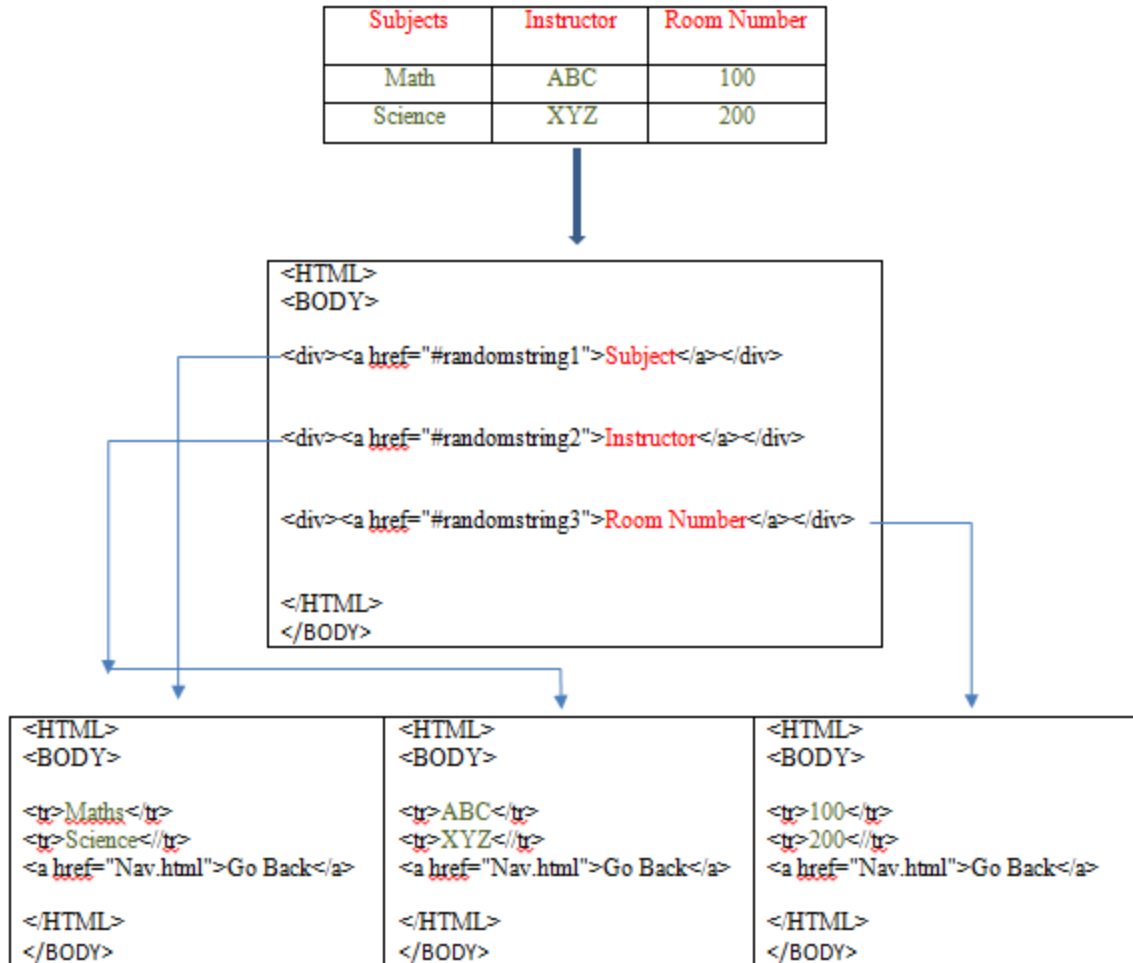 Subjects Instructor Room Number
Math ABC 100
Science XYZ 200
<HTML>
<BODY>
<div><a href="#randomstring1">Subject</a></div>
<div><a href="#randomstring2">Instructor</a></div>
<div><a href="#randomstring3">Room Number</a></div>
</HTML>
</BODY>
<HTML>
<BODY>
<tr>Maths</tr>
<tr>Science<//tr>
<a href="Nav.html">Go Back</a>
</HTML>
</BODY>
<HTML>
<BODY>
<tr>ABC</tr>
<tr>XYZ<//tr>
<a href="Nav.html">Go Back</a>
</HTML>
</BODY>
<HTML>
<BODY>
<tr>100</tr>
<tr>200<//tr>
<a href="Nav.html">Go Back</a>
</HTML>
</BODY>